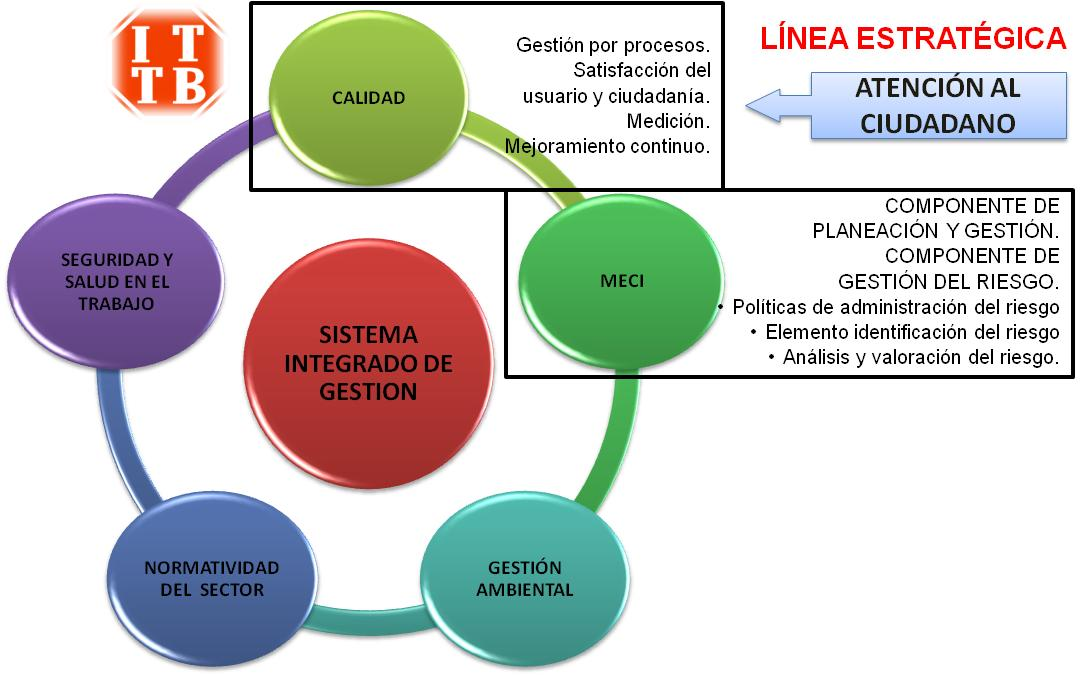 I T
T B
CALIDAD
Gestión por procesos.
Satisfacción del
usuario y ciudadanía.
Medición.
Mejoramiento continuo.
LÍNEA ESTRATÉGICA
ATENCIÓN AL
CIUDADANO
SEGURIDAD Y
SALUD EN EL
TRABAJO
MECI
COMPONENTE DE
PLANEACIÓN Y GESTIÓN.
COMPONENTE DE
GESTIÓN DEL RIESGO.
• Políticas de administración del riesgo
• Elemento identificación del riesgo
• Análisis y valoración del riesgo.
SISTEMA
INTEGRADO DE
GESTION
NORMATIVIDAD
DEL SECTOR
GESTIÓN
AMBIENTAL